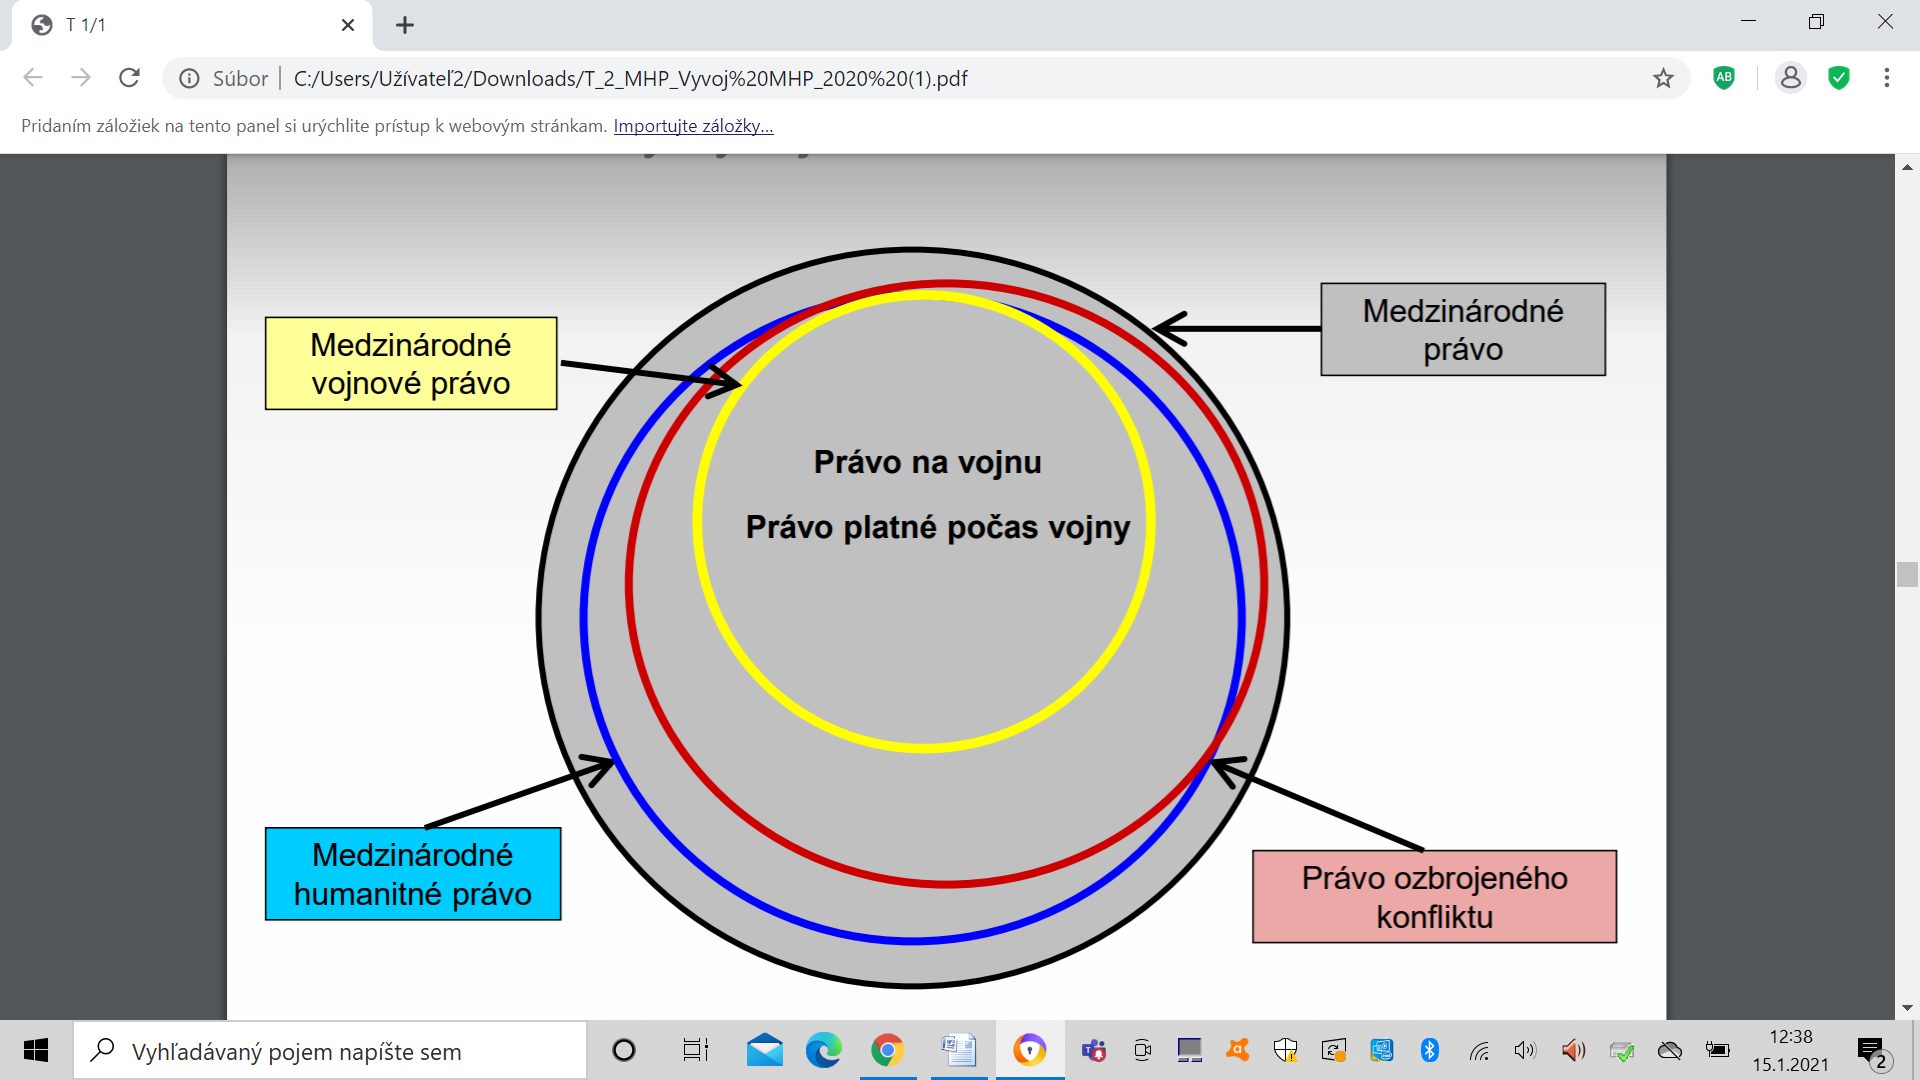 T 1/1
Súbor
C:/Users/Užívateľ2/Downloads/T_2_MHP_Vyvoj%20MHP_2020%20(1).pdf
AB
Pridaním záložiek na tento panel si urýchlite prístup k webovým stránkam. Importujte záložky...
Medzinárodné
právo
Medzinárodné
vojnové právo
Právo na vojnu
Právo platné počas vojny
Medzinárodné
humanitné právo
Právo ozbrojeného
konfliktu
Vyhľadávaný pojem napíšte sem
12:38
15.1.2021
2